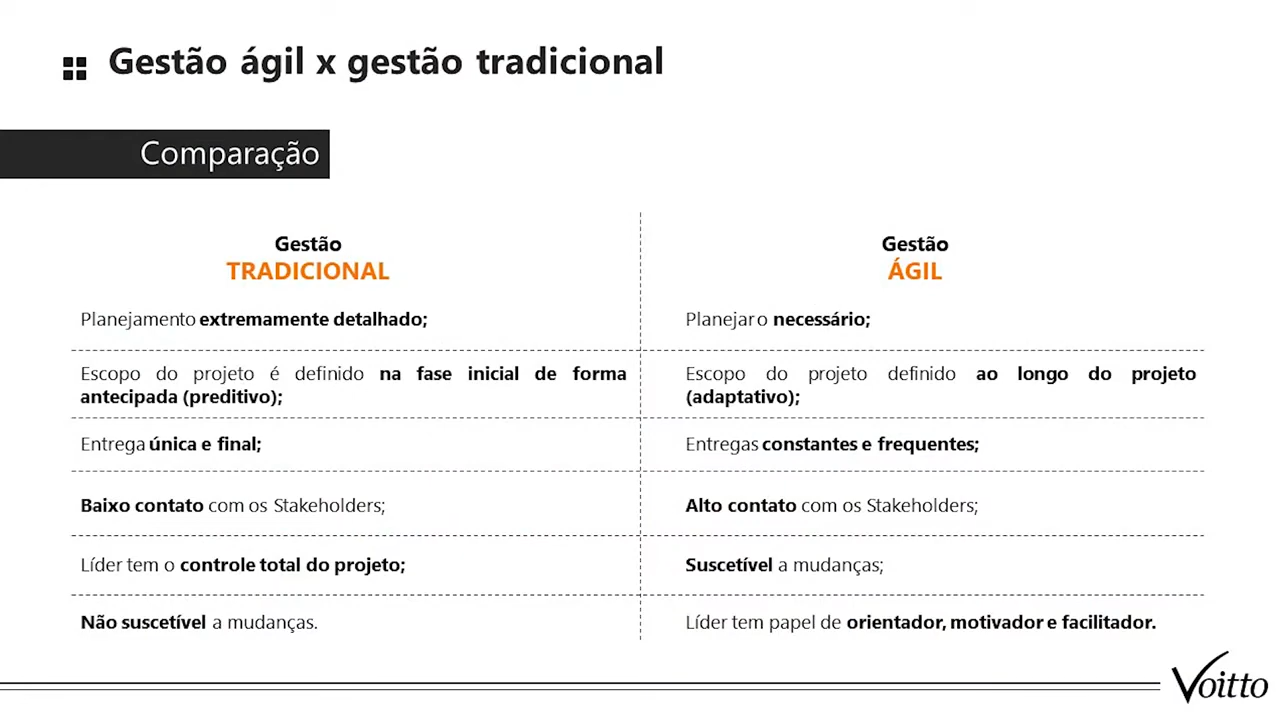 Gestão ágil x gestão tradicional
Comparação
Gestão
TRADICIONAL
Gestão
ÁGIL
Planejamento extremamente detalhado;
Planejar o necessário;
Escopo do projeto é definido na fase inicial de forma
antecipada (preditivo);
Escopo do projeto definido ao longo do projeto
(adaptativo);
Entrega única e final;
Entregas constantes e frequentes;
Baixo contato com os Stakeholders;
Alto contato com os Stakeholders;
Líder tem o controle total do projeto;
Suscetível a mudanças;
Não suscetível a mudanças.
Líder tem papel de orientador, motivador e facilitador.
Voitto